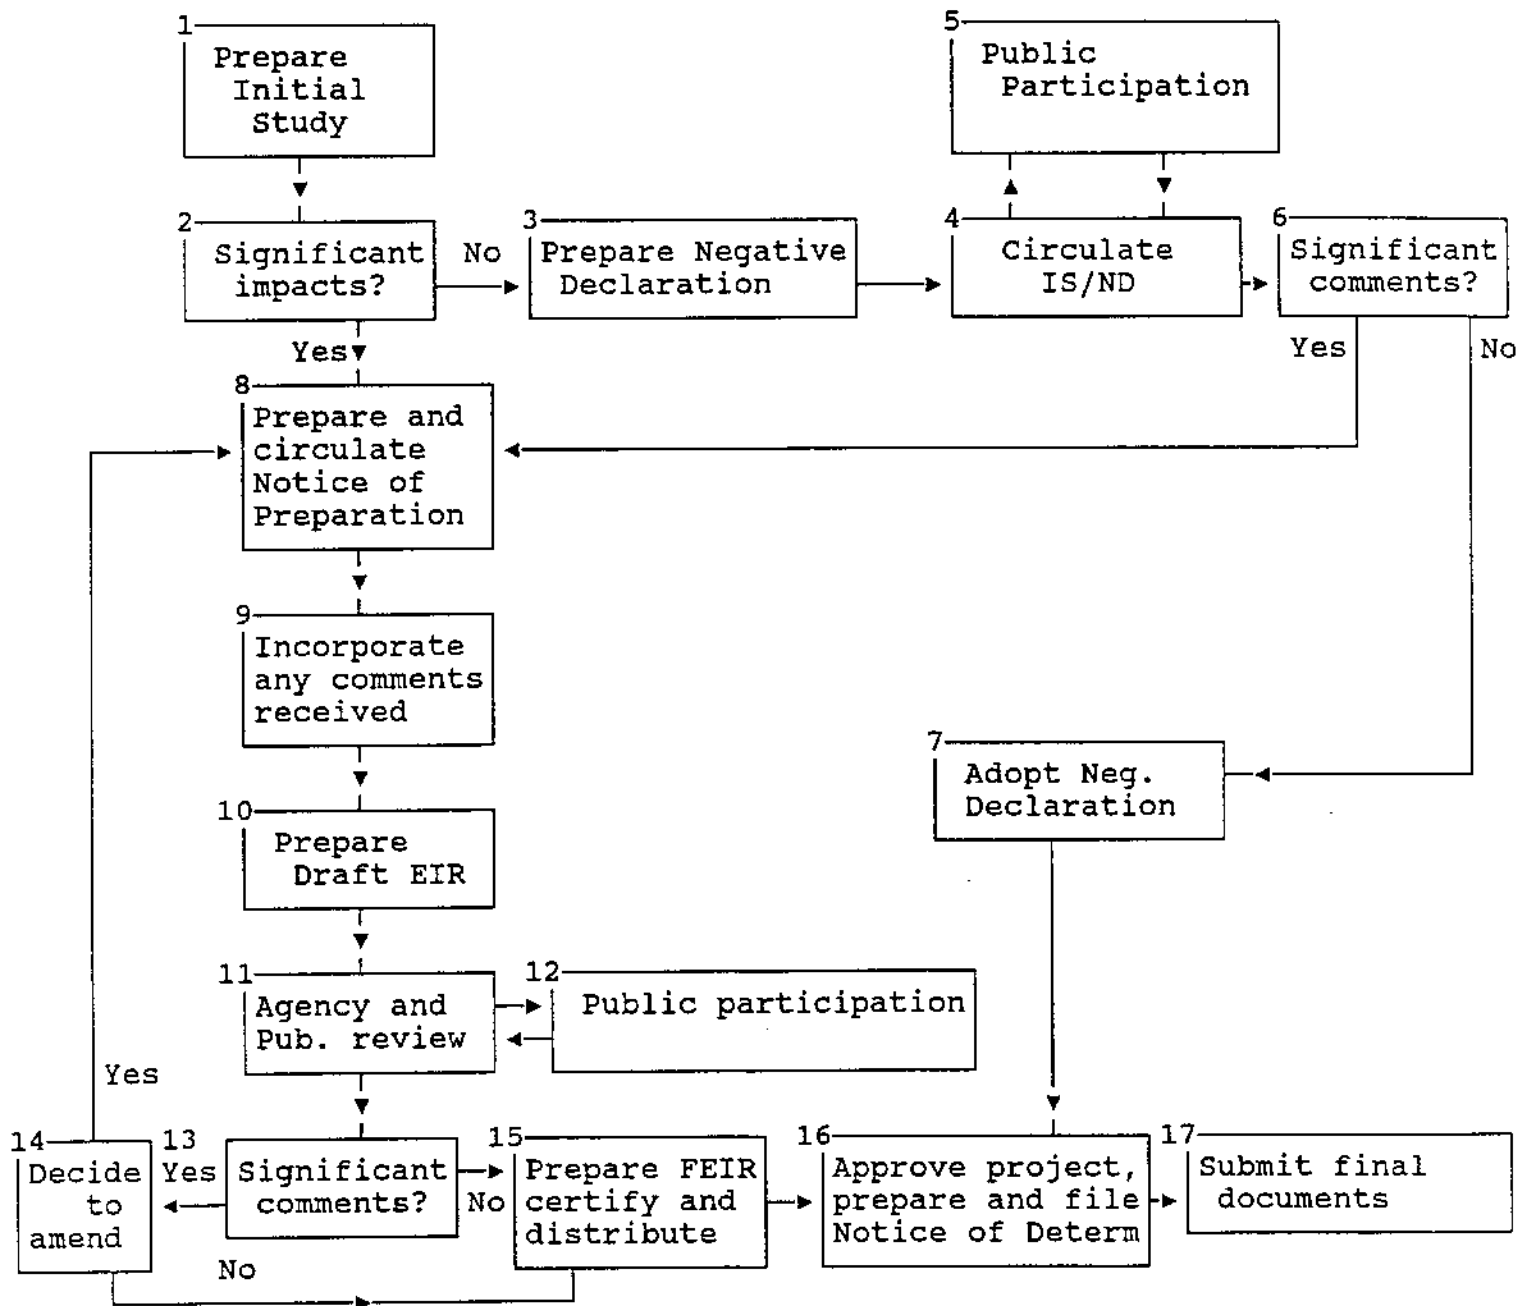 1
Prepare
Initial
Study
5
Public
Participation
2
Significant
impacts?
No
3
Prepare Negative
Declaration
4
Circulate
IS/ND
6
Significant
comments?
Yes
Yes
No
8
Prepare and
circulate
Notice of
Preparation
9
Incorporate
any comments
received
7
Adopt Neg.
Declaration
10
Prepare
Draft EIR
11
Agency and
Pub. review
12
Public participation
Yes
14
Decide
to
amend
13
Yes
Significant
comments?
No
15
Prepare FEIR
certify and
distribute
16
Approve project,
prepare and file
Notice of Determ
17
Submit final
documents
No